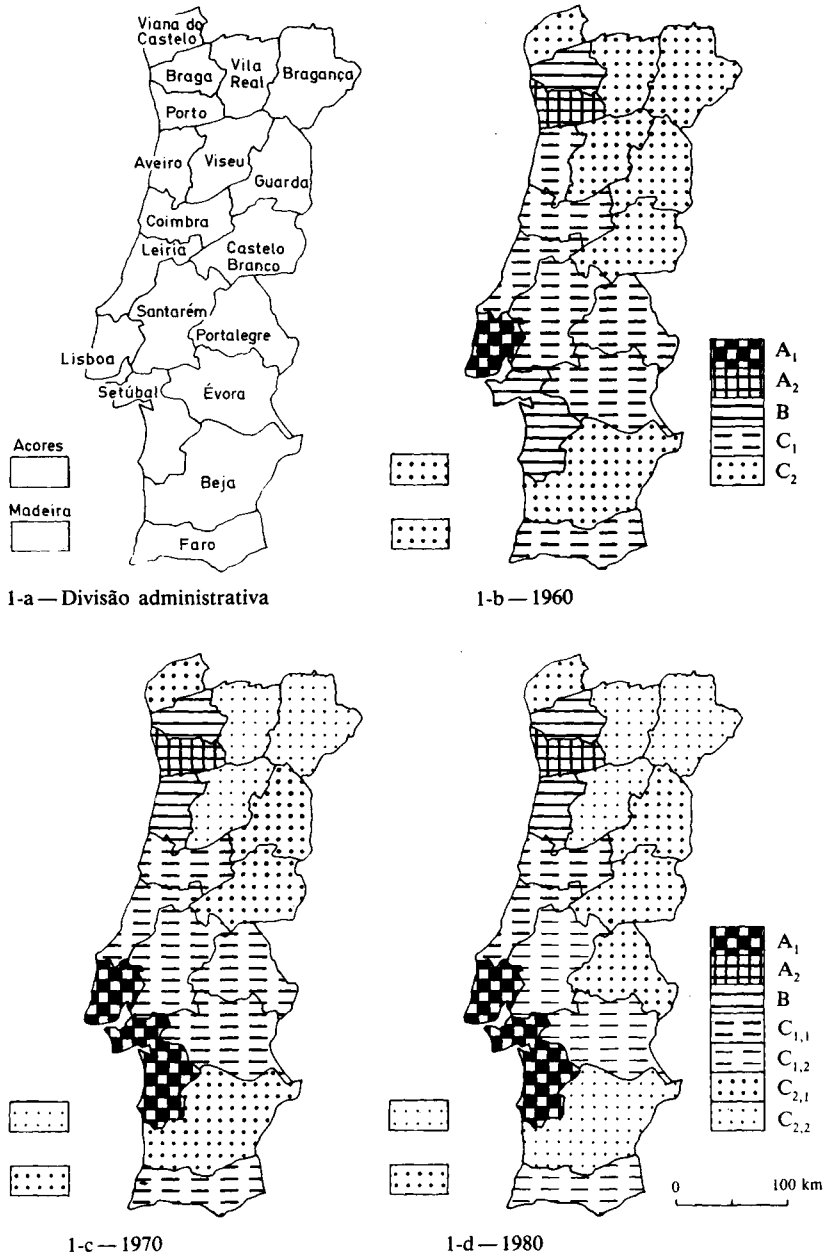 Viana do
Castelo
Braga
Vila
Real
Bragança
Porto
Aveiro
Viseu
Guarda
Coimbra
Leiria
Castelo
Branco
Santarém
Portalegre
Lisboa
Setúbal
Évora
Acores
Beja
Madeira
Faro
1-a — Divisão administrativa
A1
A2
B
C1
C2
1-b — 1960
1-c — 1970
A1
A2
B
C1,1
C1,2
C2,1
C2,2
0 100 km
1-d — 1980